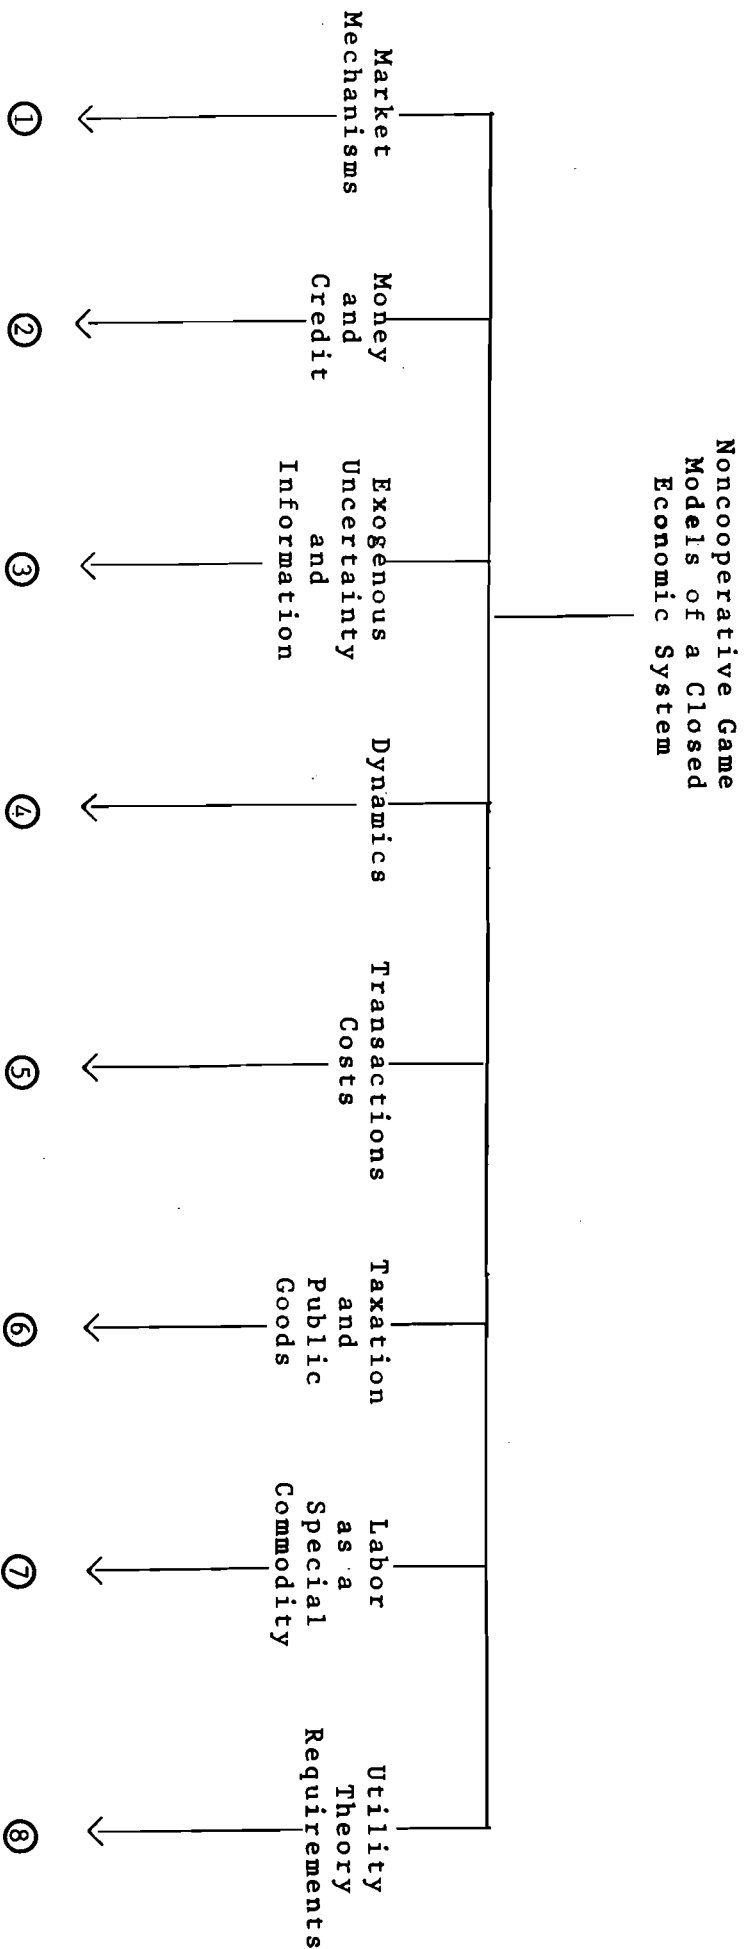 Noncooperative Game
Models of a Closed
Economic System
Market
Mechanisms
①
Money
and
Credit
②
Exogenous
Uncertainty
and
Information
③
Dynamics
④
Transactions
Costs
⑤
Taxation
and
Public
Goods
⑥
Labor
as a
Special
Commodity
⑦
Utility
Theory
Requirements
⑧